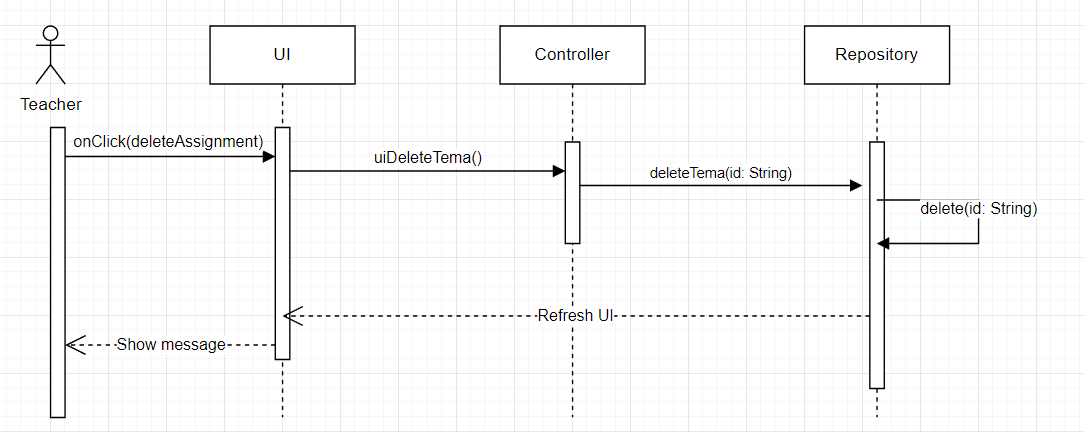 UI
Controller
Repository
Teacher
onClick(deleteAssignment)
uiDeleteTema()
deleteTema(id: String)
delete(id: String)
Refresh UI
Show message